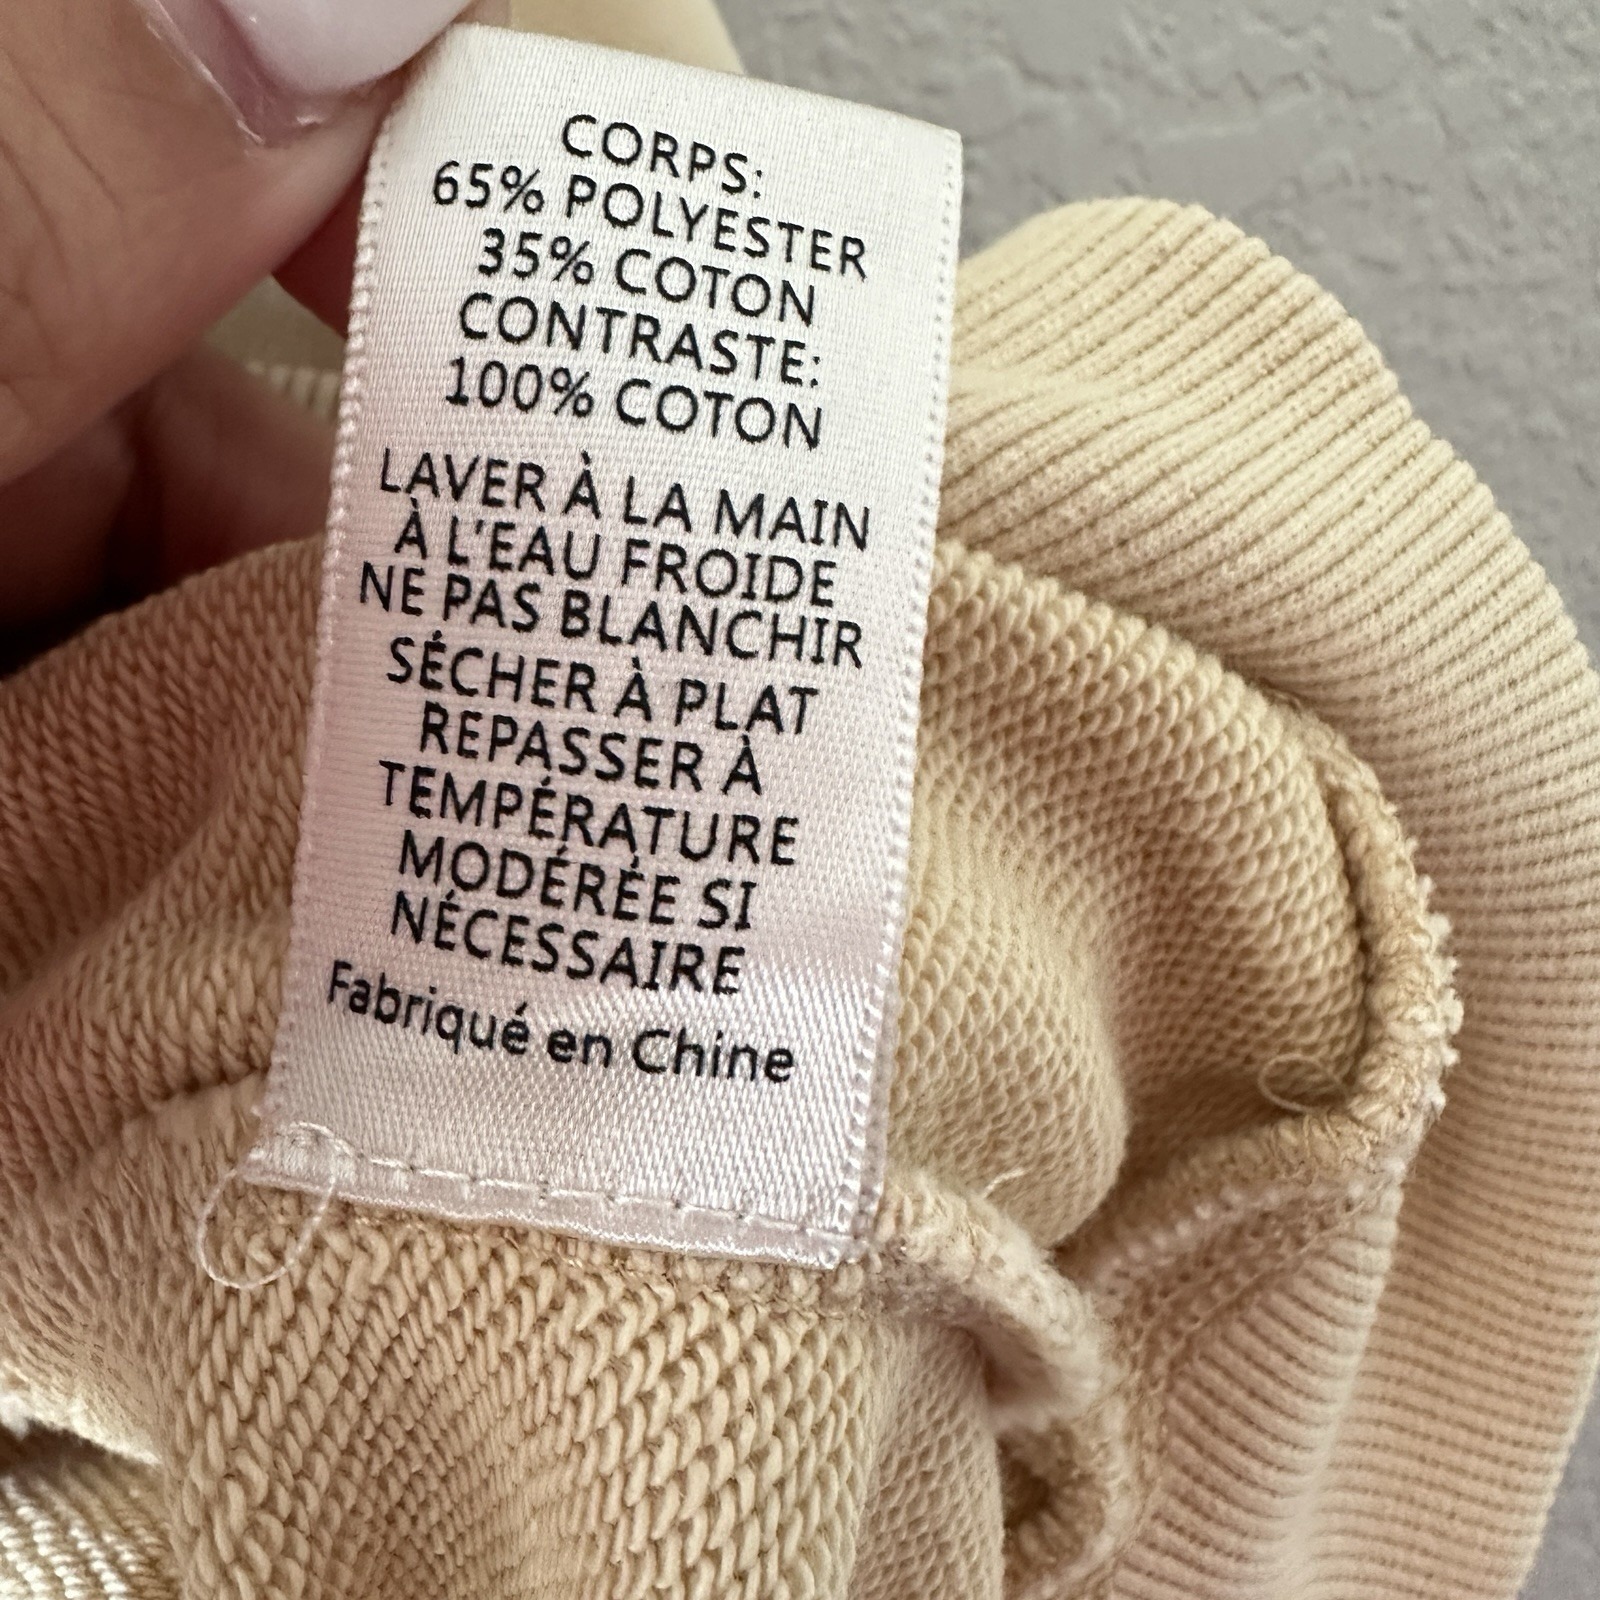 CORPS:
65% POLYESTER
35% COTON
CONTRASTE:
100% COTON
LAVER À LA MAIN
À L'EAU FROIDE
NE PAS BLANCHIR
SÉCHER À PLAT
REPASSER À
TEMPÉRATURE
MODÉRÉE SI
NÉCESSAIRE
Fabriqué en Chine